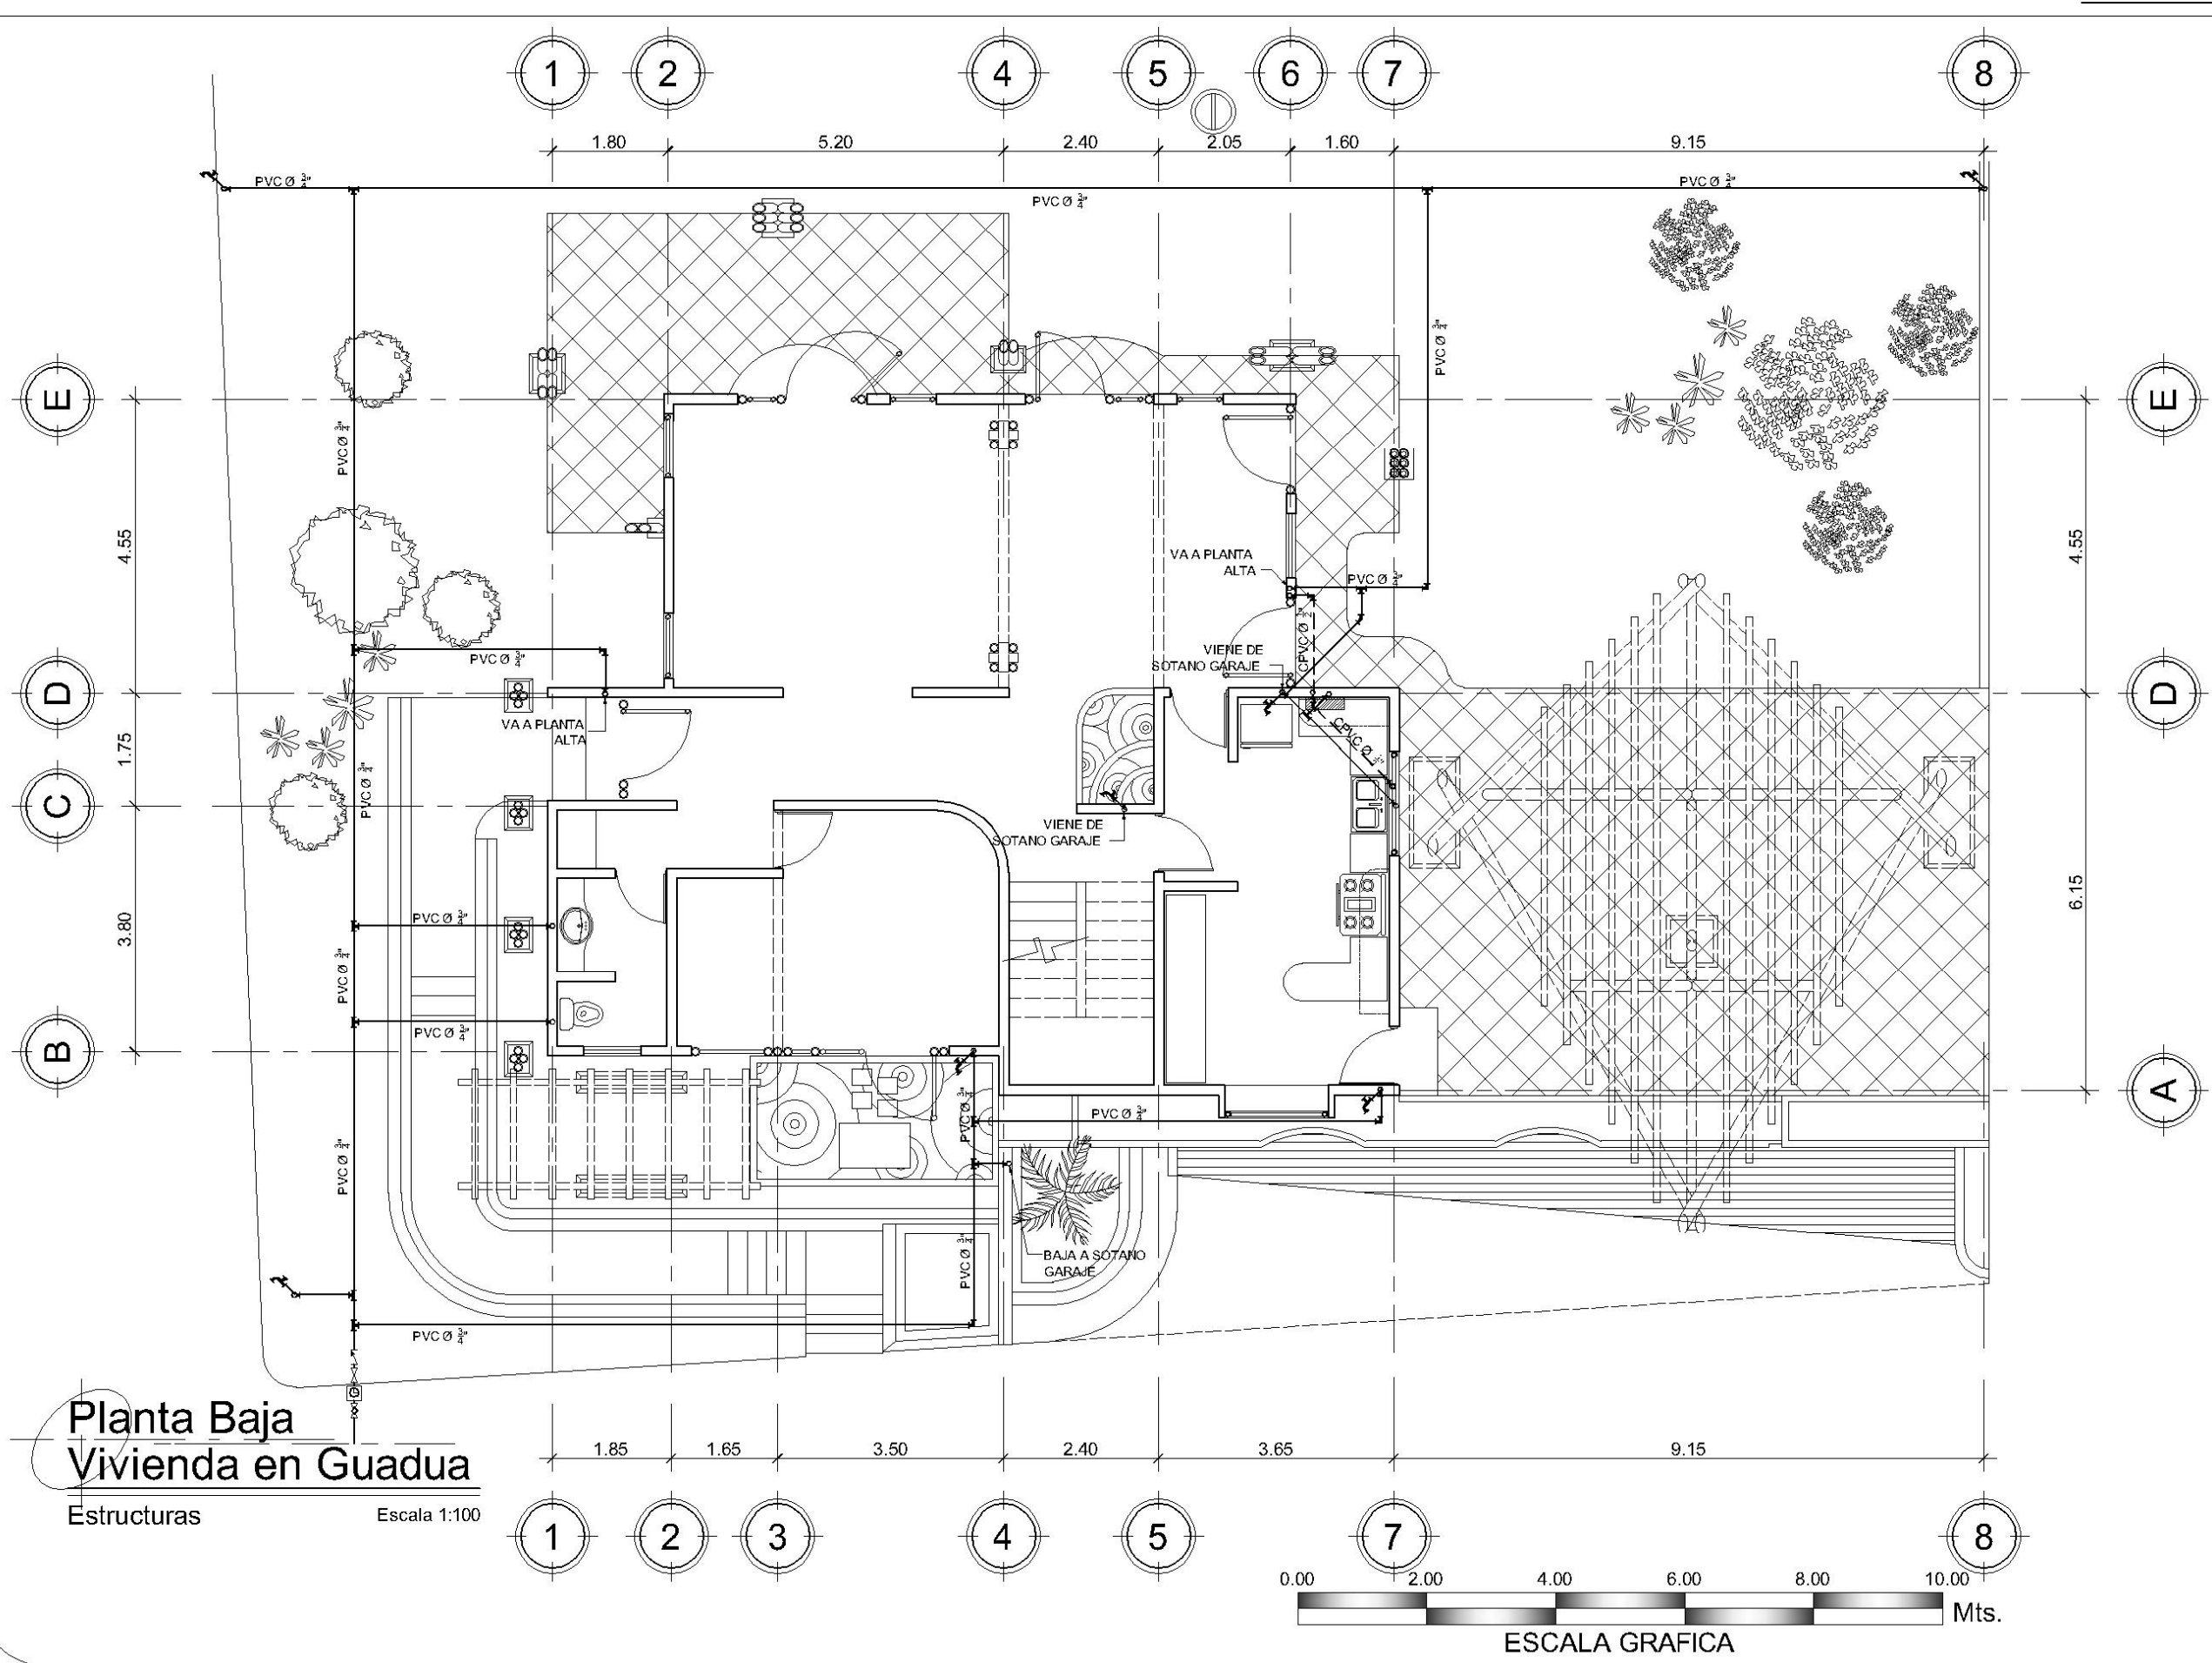 1 2 4 5 6 7 8
1.80 5.20 2.40 2.05 1.60 9.15
PVC Ø 3/4" PVC Ø 3/4"
PVC Ø 3/4"
PVC Ø 3/4"
E E
PVC Ø 3/4"
4.55 4.55
VA A PLANTA
ALTA
PVC Ø 3/4"
CPVC Ø 1/2"
VIENE DE
SOTANO GARAJE
PVC Ø 3/4"
D D
VA A PLANTA
ALTA
CPVC Ø
1.75
PVC Ø 3/4"
C
VIENE DE
SOTANO GARAJE
6.15
3.80
PVC Ø 3/4"
PVC Ø 3/4"
PVC Ø 3/4"
B
A
PVC Ø 3/4"
PVC Ø 3/4"
PVC Ø 3/4"
PVC Ø 3/4"
BAJA A SOTANO
GARAJE
PVC Ø 3/4"
Planta Baja
Vivienda en Guadua
Estructuras Escala 1:100
1.85 1.65 3.50 2.40 3.65 9.15
1 2 3 4 5 7 8
0.00 2.00 4.00 6.00 8.00 10.00
Mts.
ESCALA GRAFICA